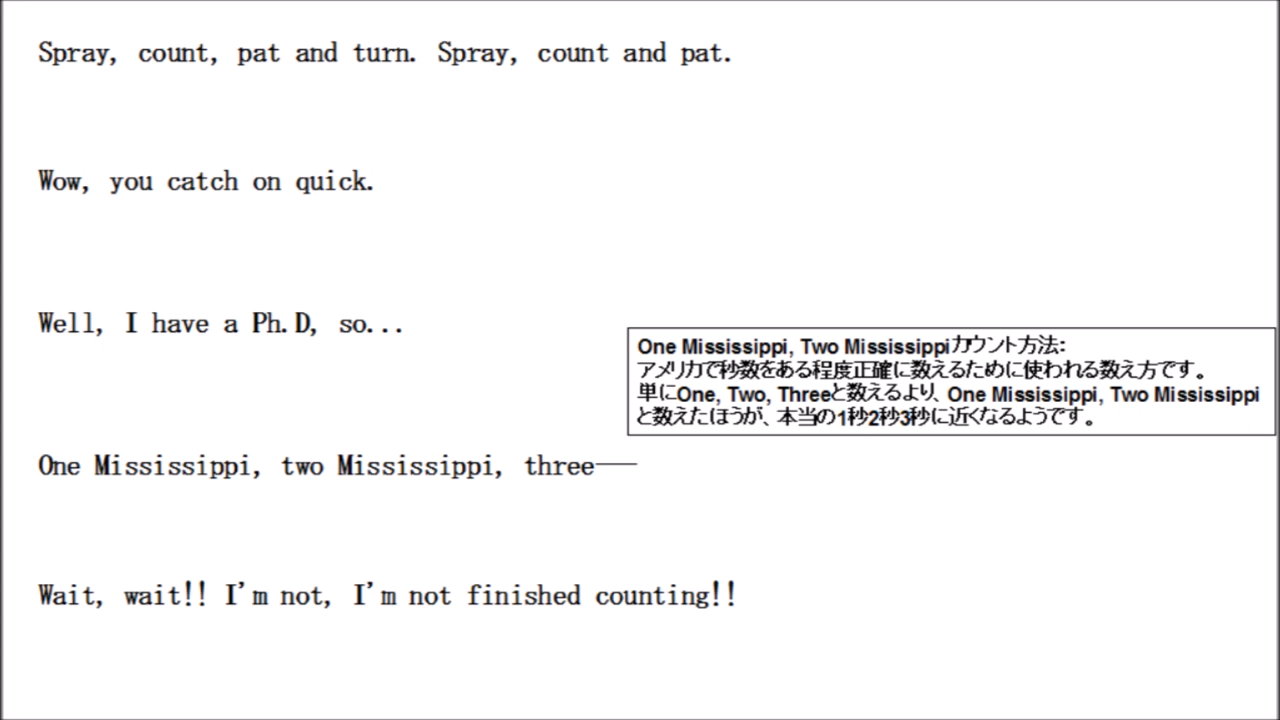 Spray, count, pat and turn. Spray, count and pat.
Wow, you catch on quick.
Well, I have a Ph.D, so...
One Mississippi, Two Mississippiカウント方法:
アメリカで秒数をある程度正確に数えるために使われる数え方です。
単にOne, Two, Threeと数えるより、One Mississippi, Two Mississippi
と数えたほうが、本当の1秒2秒3秒に近くなるようです。
One Mississippi, two Mississippi, three──
Wait, wait!! I'm not, I'm not finished counting!!